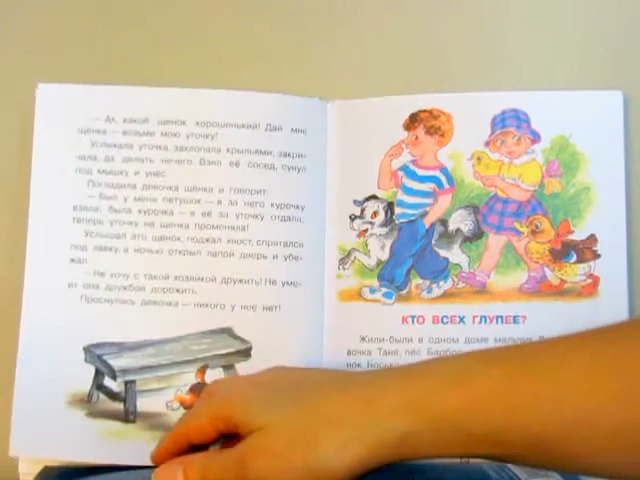 — Ах, какой щенок хорошенький! Дай мне
щенка — возьми мою уточку!
Услыхала уточка, захлопала крыльями, закри-
чала, да делать нечего. Взял её сосед, сунул
под мышку и унёс.
Погладила девочка щенка и говорит:
— Был у меня петушок — я за него курочку
взяла; была курочка — я её за уточку отдала;
теперь уточку на щенка променяла!
Услышал это щенок, поджал хвост, спрятался
под лавку, а ночью открыл лапой дверь и убе-
жал.
— Не хочу с такой хозяйкой дружить! Не уме-
ет она дружбой дорожить.
Проснулась девочка — никого у неё нет!
КТО ВСЕХ ГЛУПЕЕ?
Жили-были в одном доме
вочка Таня, пёс
нок